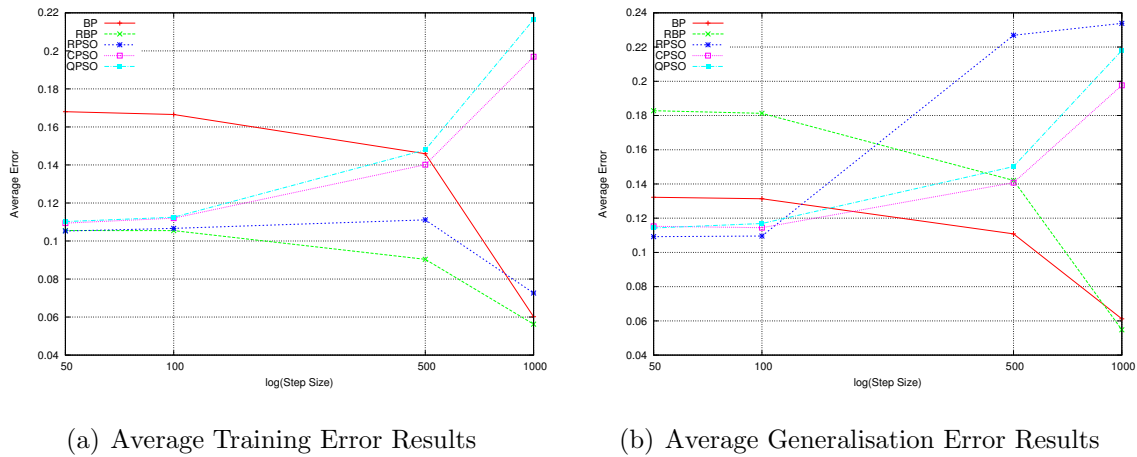 BP
RBP
RPSO
CPSO
QPSO
0.22
0.2
0.18
0.16
0.14
0.12
0.1
0.08
0.06
0.04
Average Error
50
100
500
1000
log(Step Size)
(a) Average Training Error Results
BP
RBP
RPSO
CPSO
QPSO
0.24
0.22
0.2
0.18
0.16
0.14
0.12
0.1
0.08
0.06
0.04
Average Error
50
100
500
1000
log(Step Size)
(b) Average Generalisation Error Results